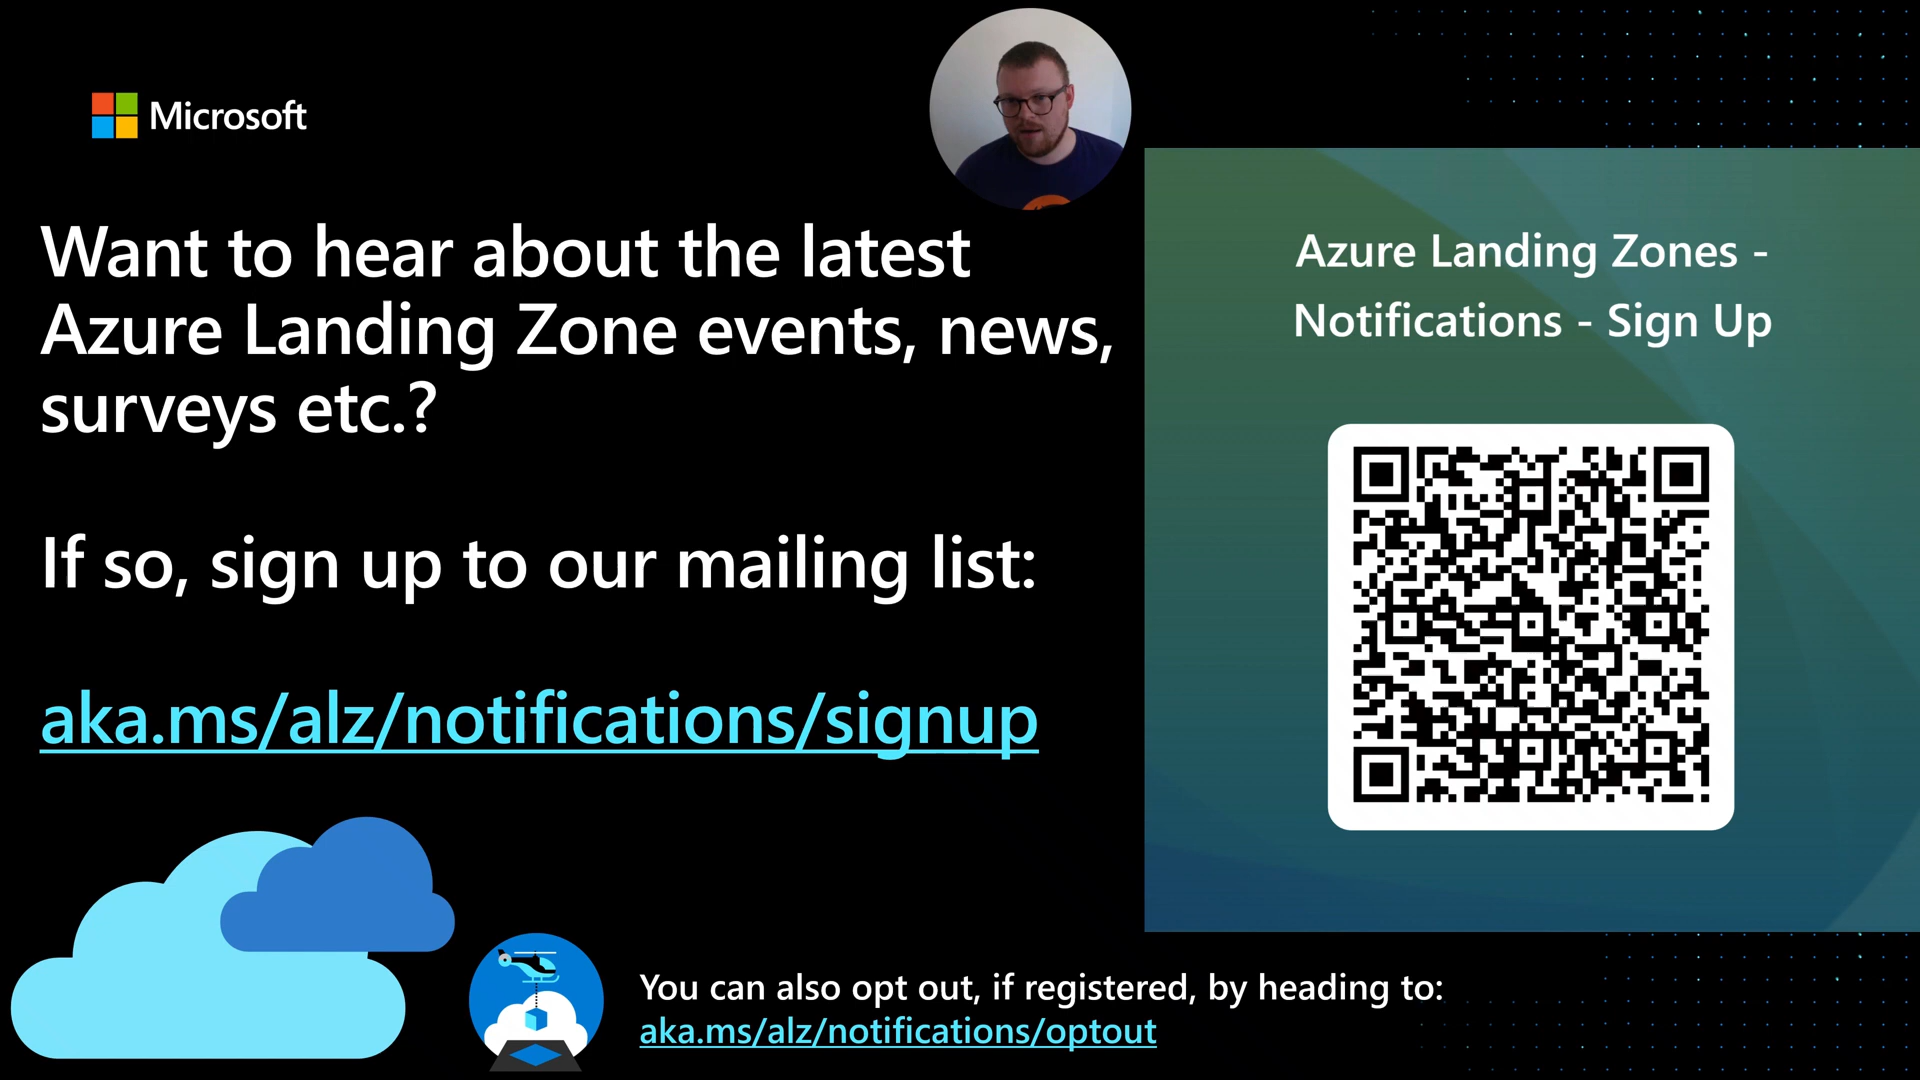 Microsoft
Want to hear about the latest
Azure Landing Zone events, news,
surveys etc.?
If so, sign up to our mailing list:
aka.ms/alz/notifications/signup
Azure Landing Zones -
Notifications - Sign Up
You can also opt out, if registered, by heading to:
aka.ms/alz/notifications/optout